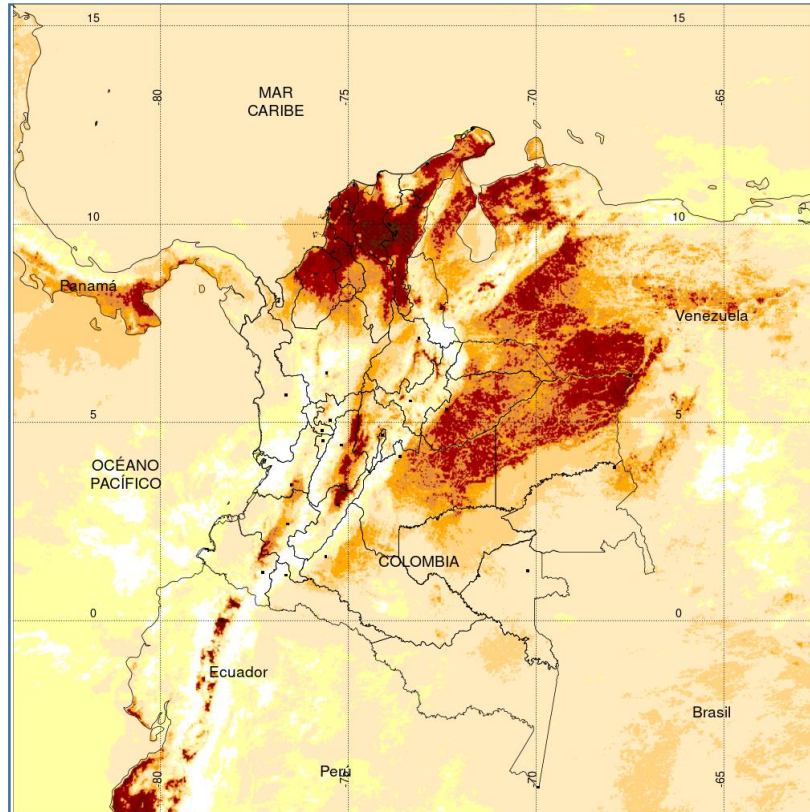 15
15
-80
-75
-70
-65
MAR
CARIBE
10
10
Panamá
Venezuela
5
5
OCÉANO
PACÍFICO
COLOMBIA
0
0
Ecuador
Brasil
Perú
-80
-75
-70
-65